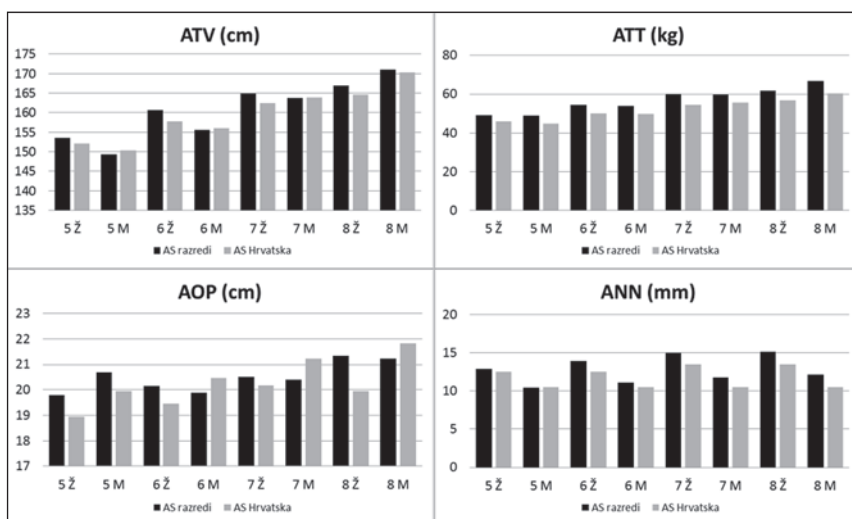 ATV (cm)
175
170
165
160
155
150
145
140
135
5 Ž 5 M 6 Ž 6 M 7 Ž 7 M 8 Ž 8 M
AS razredi AS Hrvatska
ATT (kg)
80
60
40
20
0
5 Ž 5 M 6 Ž 6 M 7 Ž 7 M 8 Ž 8 M
AS razredi AS Hrvatska
AOP (cm)
23
22
21
20
19
18
17
5 Ž 5 M 6 Ž 6 M 7 Ž 7 M 8 Ž 8 M
AS razredi AS Hrvatska
ANN (mm)
20
15
10
5
0
5 Ž 5 M 6 Ž 6 M 7 Ž 7 M 8 Ž 8 M
AS razredi AS Hrvatska